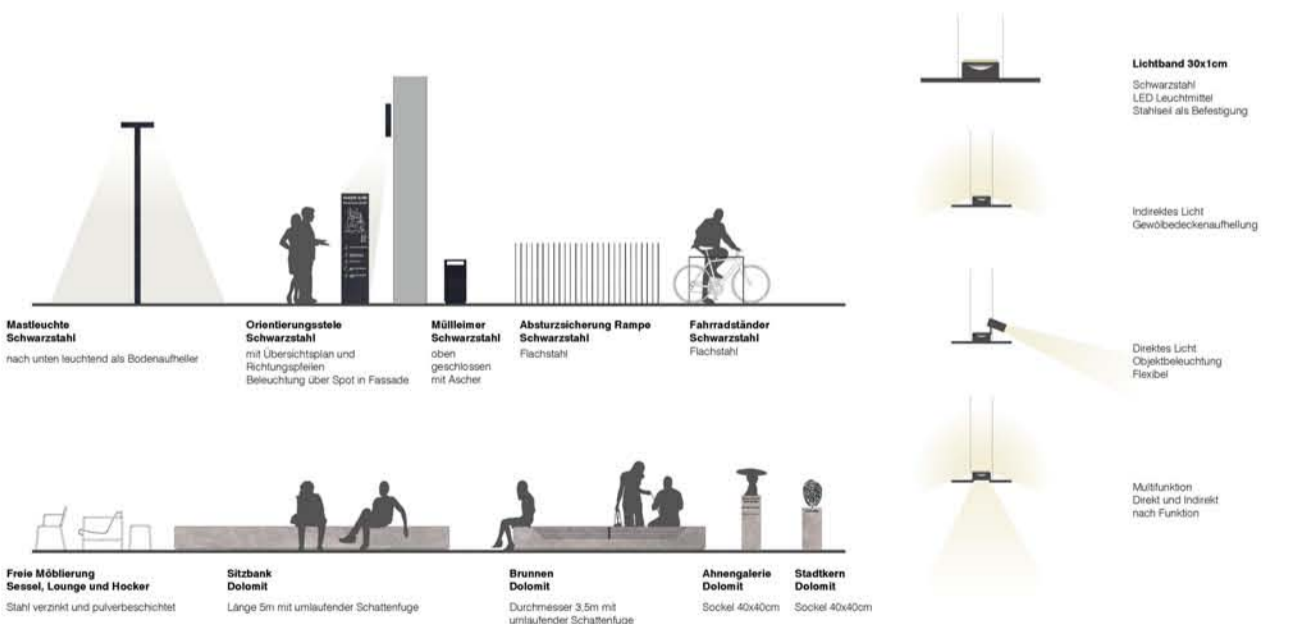 Mastleuchte
Schwarzstahl
nach unten leuchtend als Bodenaufheller
Orientierungsstele
Schwarzstahl
mit Übersichtsplan und
Richtungspfeilen
Beleuchtung über Spot in Fassade
Müllleimer
Schwarzstahl
oben
geschlossen
mit Ascher
Absturzsicherung Rampe
Schwarzstahl
Flachstahl
Fahrradständer
Schwarzstahl
Flachstahl
Freie Möblierung
Sessel, Lounge und Hocker
Stahl verzinkt und pulverbeschichtet
Sitzbank
Dolomit
Länge 5m mit umlaufender Schattenfuge
Brunnen
Dolomit
Durchmesser 3,5m mit
umlaufender Schattenfuge
Ahnengalerie
Dolomit
Sockel 40x40cm
Stadtkern
Dolomit
Sockel 40x40cm
Lichtband 30x1cm
Schwarzstahl
LED Leuchtmittel
Stahlseil als Befestigung
Indirektes Licht
Gewölbedeckenaufhellung
Direktes Licht
Objektbeleuchtung
Flexibel
Multifunktion
Direkt und Indirekt
nach Funktion